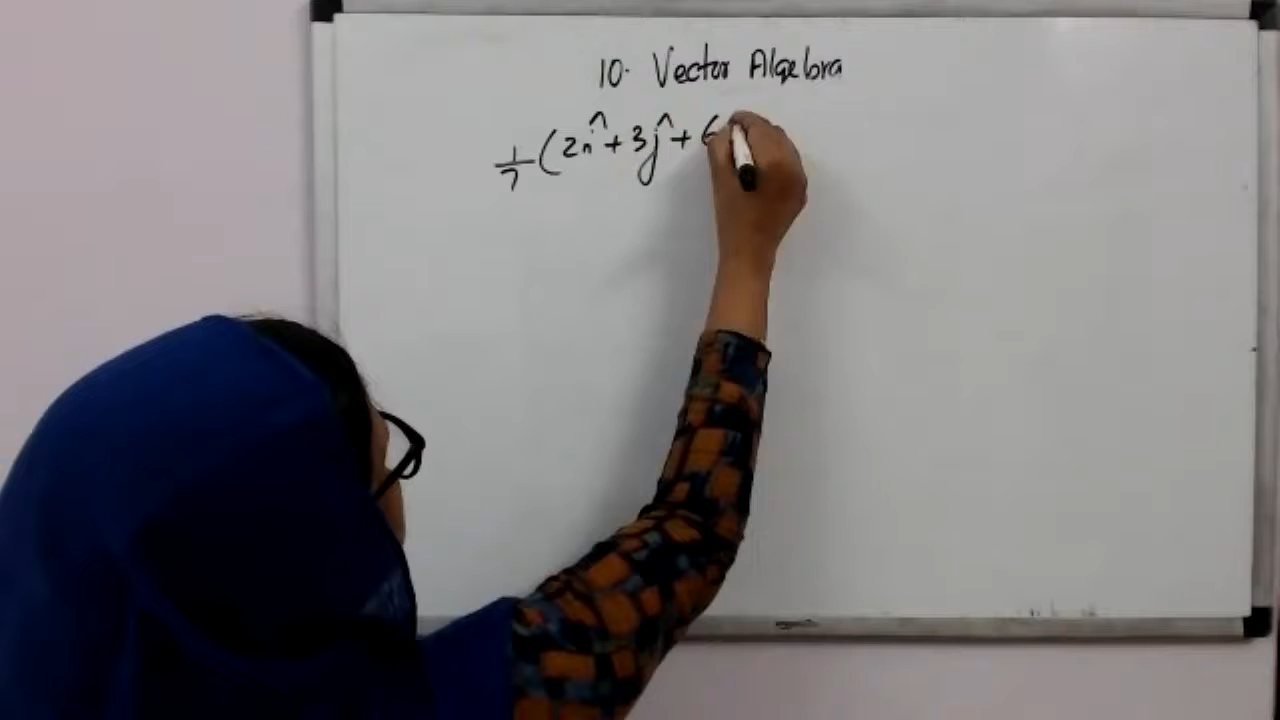 10. Vector Algebra
1/7 (2î + 3ĵ + 6